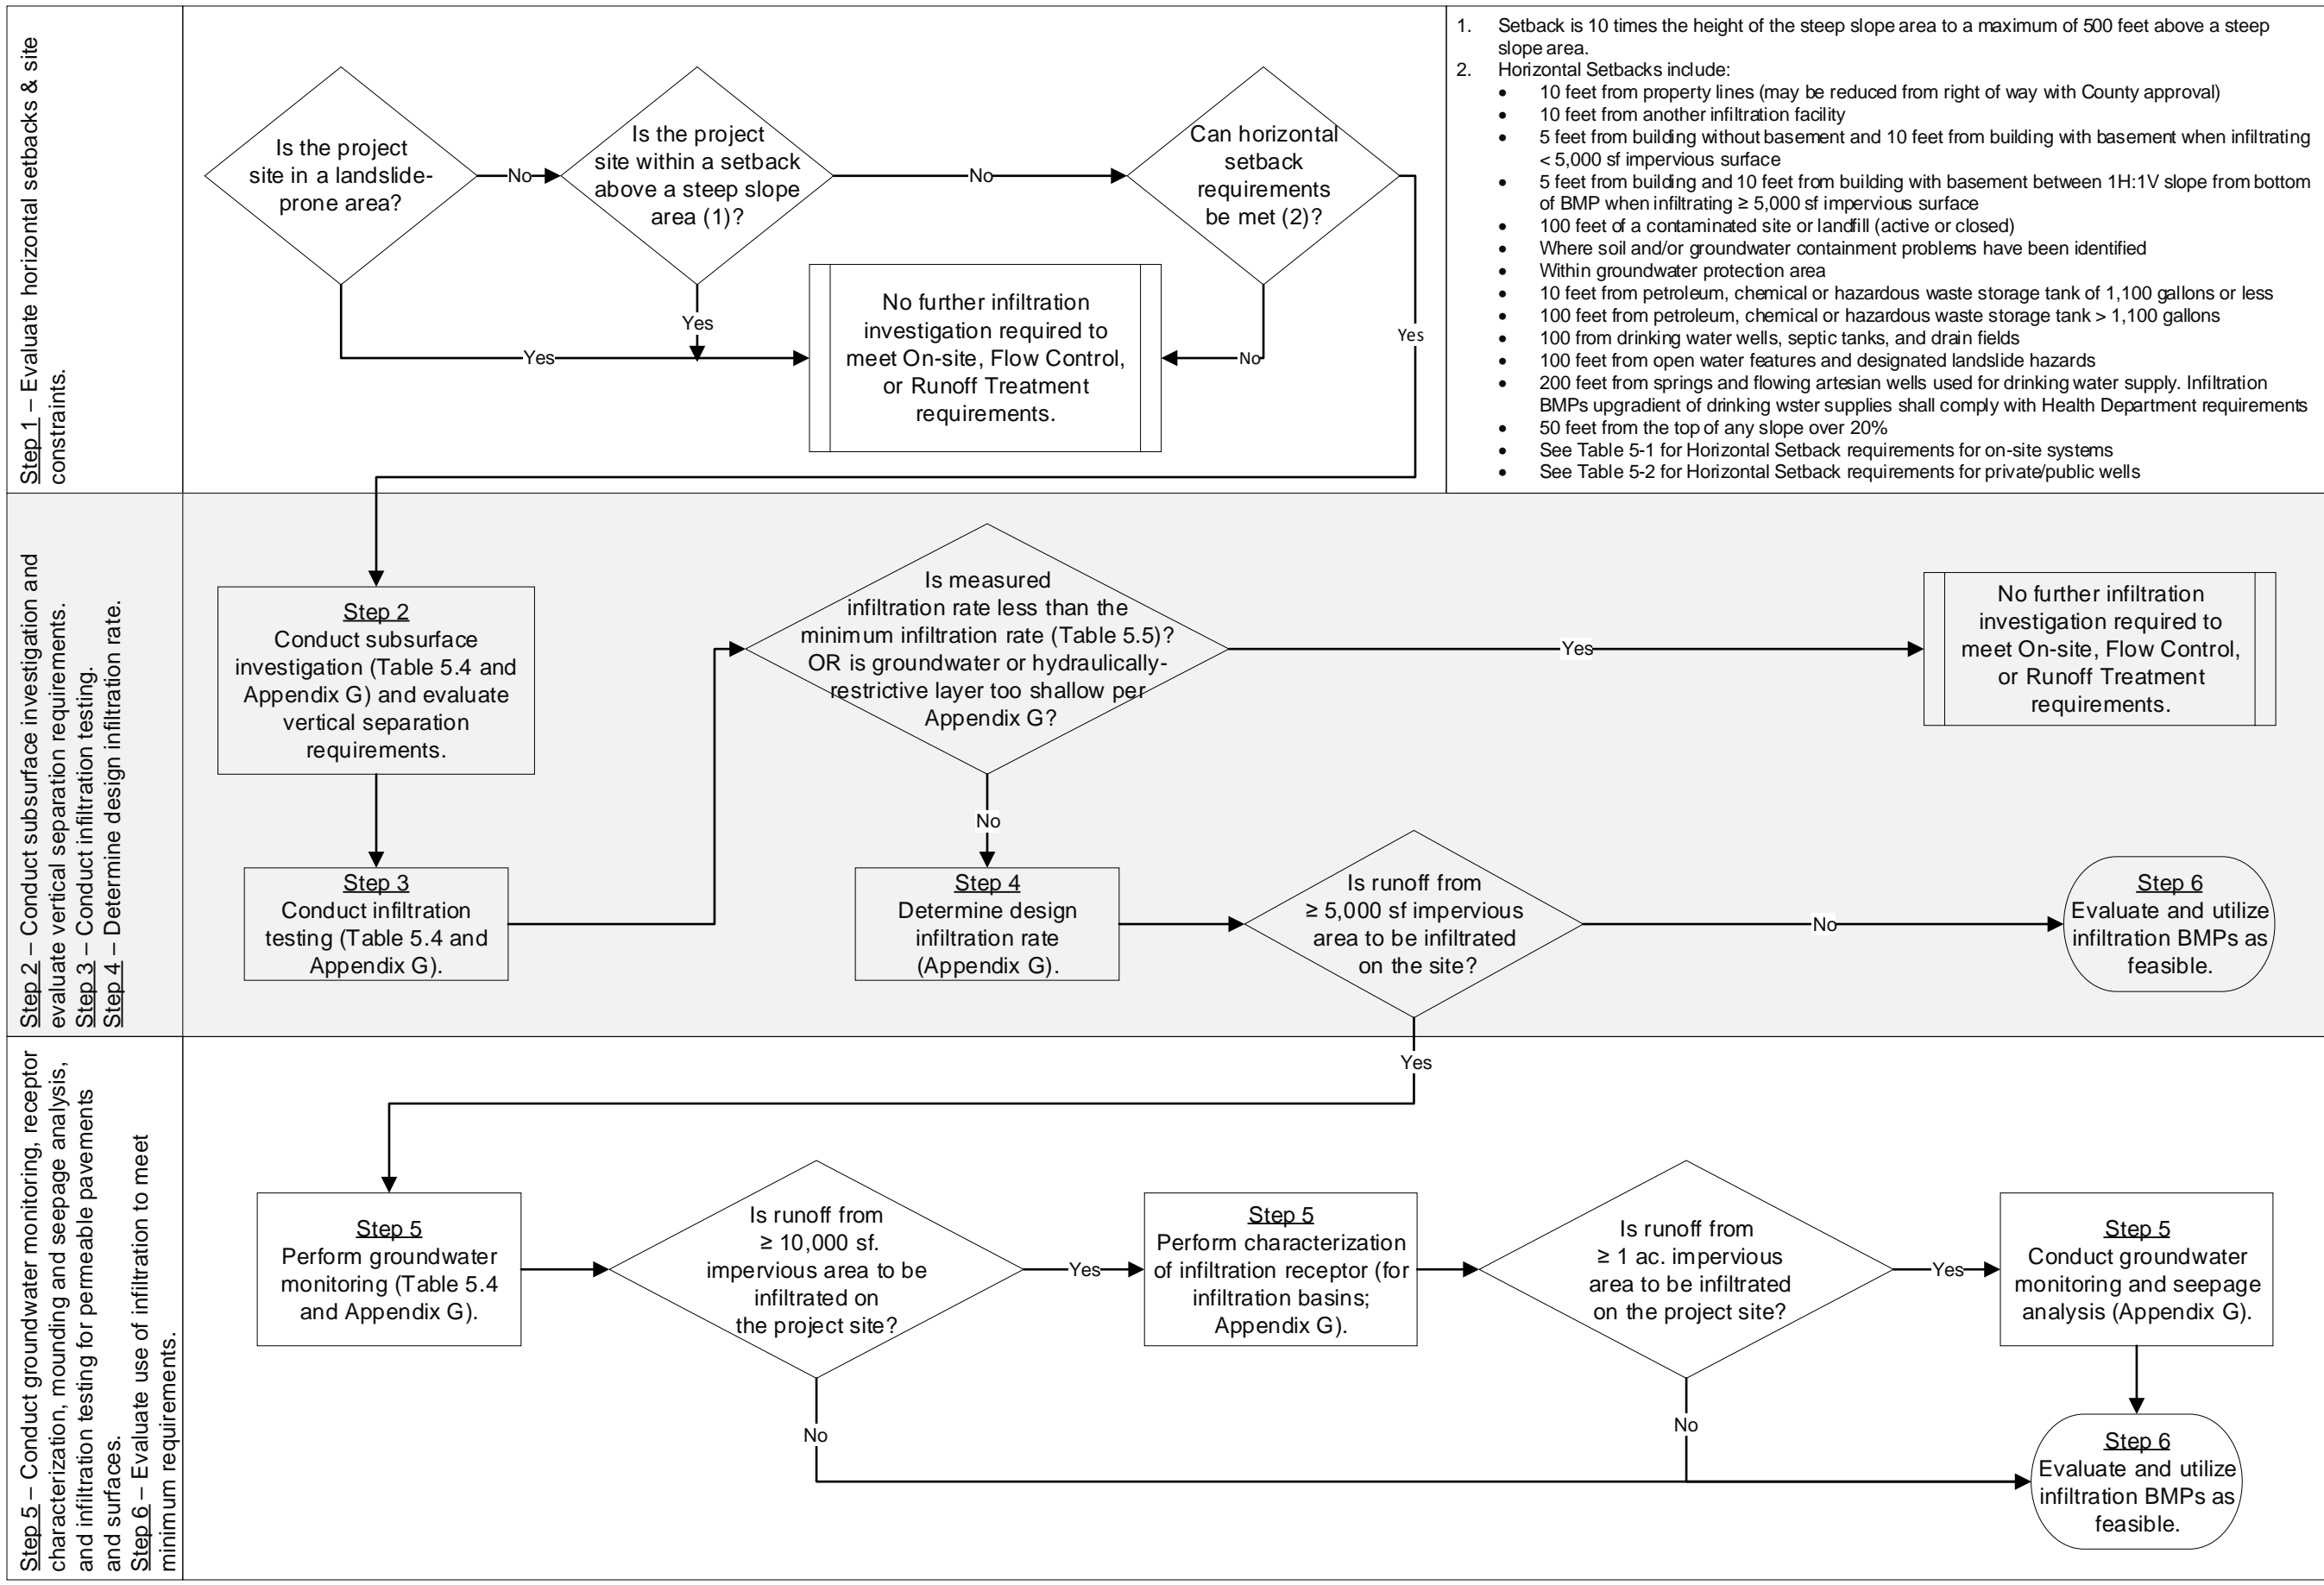 Step 1 – Evaluate horizontal setbacks & site
constraints.
Is the project
site in a landslide-
prone area?
No
Is the project
site within a setback
above a steep slope
area (1)?
No
Can horizontal
setback
requirements
be met (2)?
Yes
Yes
No
Yes
No further infiltration
investigation required to
meet On-site, Flow Control,
or Runoff Treatment
requirements.
1. Setback is 10 times the height of the steep slope area to a maximum of 500 feet above a steep
slope area.
2. Horizontal Setbacks include:
• 10 feet from property lines (may be reduced from right of way with County approval)
• 10 feet from another infiltration facility
• 5 feet from building without basement and 10 feet from building with basement when infiltrating
< 5,000 sf impervious surface
• 5 feet from building and 10 feet from building with basement between 1H:1V slope from bottom
of BMP when infiltrating ≥ 5,000 sf impervious surface
• 100 feet of a contaminated site or landfill (active or closed)
• Where soil and/or groundwater containment problems have been identified
• Within groundwater protection area
• 10 feet from petroleum, chemical or hazardous waste storage tank of 1,100 gallons or less
• 100 feet from petroleum, chemical or hazardous waste storage tank > 1,100 gallons
• 100 from drinking water wells, septic tanks, and drain fields
• 100 feet from open water features and designated landslide hazards
• 200 feet from springs and flowing artesian wells used for drinking water supply. Infiltration
BMPs upgradient of drinking wster supplies shall comply with Health Department requirements
• 50 feet from the top of any slope over 20%
• See Table 5-1 for Horizontal Setback requirements for on-site systems
• See Table 5-2 for Horizontal Setback requirements for private/public wells
Step 2 – Conduct subsurface investigation and
evaluate vertical separation requirements.
Step 3 – Conduct infiltration testing.
Step 4 – Determine design infiltration rate.
Step 2
Conduct subsurface
investigation (Table 5.4 and
Appendix G) and evaluate
vertical separation
requirements.
Step 3
Conduct infiltration
testing (Table 5.4 and
Appendix G).
Is measured
infiltration rate less than the
minimum infiltration rate (Table 5.5)?
OR is groundwater or hydraulically-
restrictive layer too shallow per
Appendix G?
Yes
No further infiltration
investigation required to
meet On-site, Flow Control,
or Runoff Treatment
requirements.
No
Step 4
Determine design
infiltration rate
(Appendix G).
Is runoff from
≥ 5,000 sf impervious
area to be infiltrated
on the site?
No
Step 6
Evaluate and utilize
infiltration BMPs as
feasible.
Yes
Step 5 – Conduct groundwater monitoring, receptor
characterization, mounding and seepage analysis,
and infiltration testing for permeable pavements
and surfaces.
Step 6 – Evaluate use of infiltration to meet
minimum requirements.
Step 5
Perform groundwater
monitoring (Table 5.4
and Appendix G).
Is runoff from
≥ 10,000 sf.
impervious area to be
infiltrated on
the project site?
Yes
Step 5
Perform characterization
of infiltration receptor (for
infiltration basins;
Appendix G).
Is runoff from
≥ 1 ac. impervious
area to be infiltrated
on the project site?
Yes
Step 5
Conduct groundwater
monitoring and seepage
analysis (Appendix G).
No
No
Step 6
Evaluate and utilize
infiltration BMPs as
feasible.